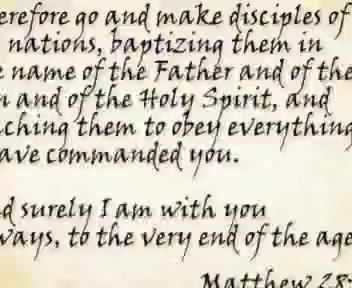 erefore go and make disciples of
nations, baptizing them in
e name of the Father and of the
n and of the Holy Spirit, and
ching them to obey everything
ave commanded you.
d surely I am with you
ways, to the very end of the age
Matthew 28: